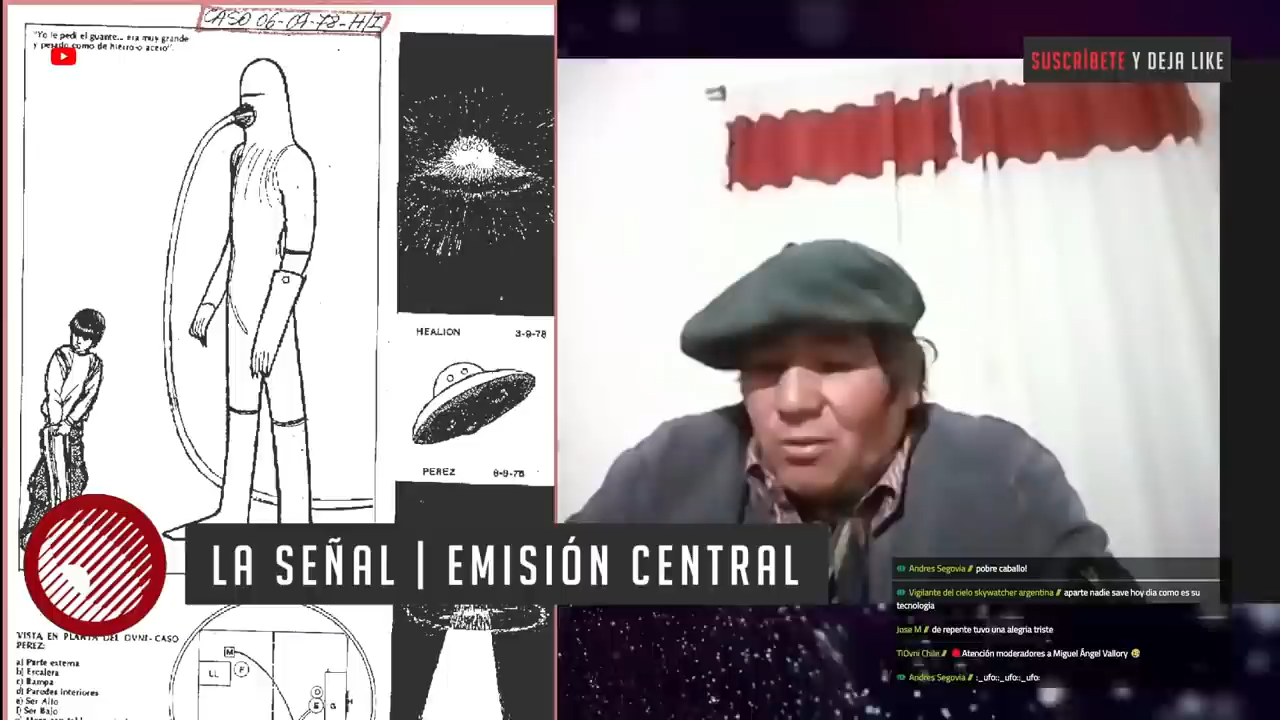 CASO 06-09-78-H/I
"Yo le pedí el guante... era muy grande
y pesado como de hierro o acero".
SUSCRÍBETE Y DEJA LIKE
HEALION 3-9-78
PEREZ 6-9-78
LA SEÑAL | EMISIÓN CENTRAL
Andres Segovia // pobre caballo!
Vigilante del cielo skywatcher argentina // aparte nadie save hoy dia como es su
tecnologia
Jose M // de repente tuvo una alegria triste
TiOvni Chile // Atención moderadores a Miguel Ángel Vallory
Andres Segovia // :_ufo::_ufo::_ufo:
VISTA EN PLANTA DEL OVNI - CASO
PEREZ:
a) Parte externa
b) Escalera
c) Rampa
d) Paredes interiores
e) Ser Alto
f) Ser Bajo
M
F
LL
E
G
H